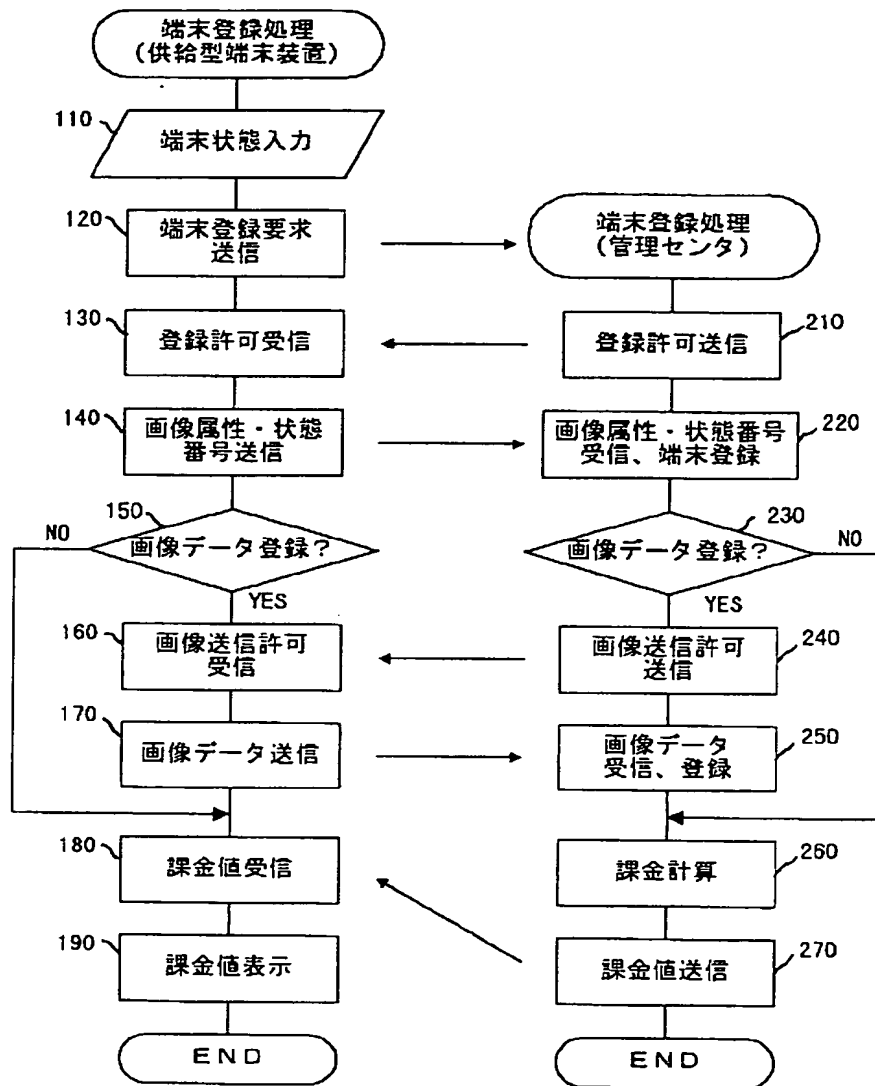 端末登録処理
(供給型端末装置)
110
端末状態入力
120
端末登録要求
送信
端末登録処理
(管理センタ)
130
登録許可受信
210
登録許可送信
140
画像属性・状態
番号送信
220
画像属性・状態番号
受信、端末登録
150
NO
画像データ登録?
YES
230
画像データ登録?
NO
YES
160
画像送信許可
受信
240
画像送信許可
送信
170
画像データ送信
250
画像データ
受信、登録
180
課金値受信
260
課金計算
190
課金値表示
270
課金値送信
END
END